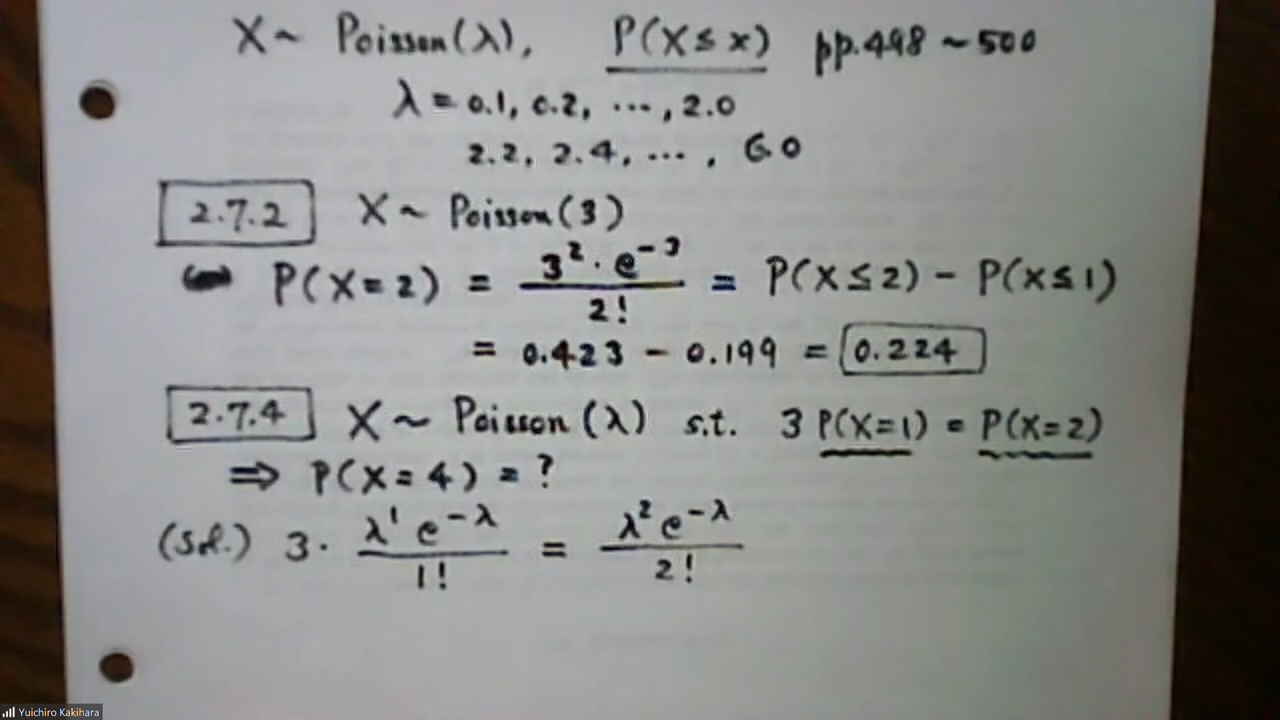 X ~ Poisson(λ), P(X ≤ x) pp.498 ~ 500
λ = 0.1, 0.2, ..., 2.0
2.2, 2.4, ..., 6.0
2.7.2 X ~ Poisson(3)
P(X = 2) = 3² · e⁻³ / 2! = P(X ≤ 2) - P(X ≤ 1)
= 0.423 - 0.199 = 0.224
2.7.4 X ~ Poisson(λ) s.t. 3 P(X=1) = P(X=2)
⇒ P(X = 4) = ?
(Sol.) 3 · λ¹ e^(-λ) / 1! = λ² e^(-λ) / 2!
Yuichiro Kakihara